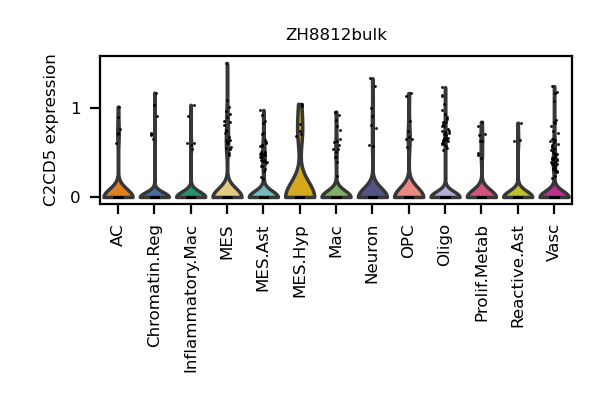 ZH8812bulk
C2CD5 expression
1
0
AC
Chromatin.Reg
Inflammatory.Mac
MES
MES.Ast
MES.Hyp
Mac
Neuron
OPC
Oligo
Prolif.Metab
Reactive.Ast
Vasc